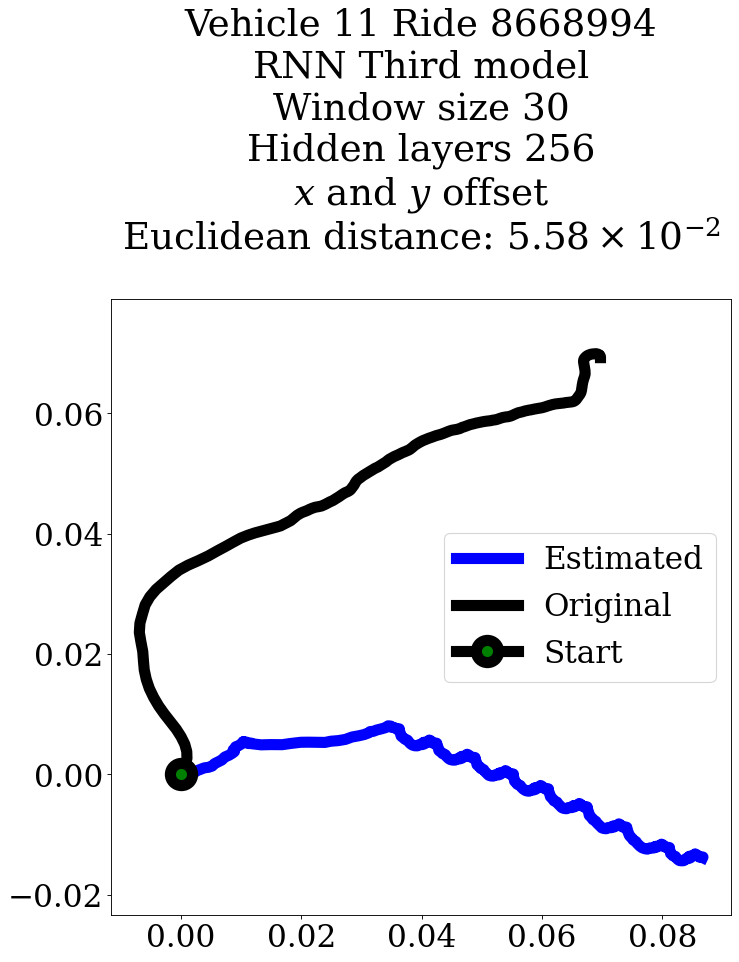 Vehicle 11 Ride 8668994
RNN Third model
Window size 30
Hidden layers 256
x and y offset
Euclidean distance: 5.58 × 10⁻²
0.06
0.04
0.02
0.00
−0.02
Estimated
Original
Start
0.00 0.02 0.04 0.06 0.08